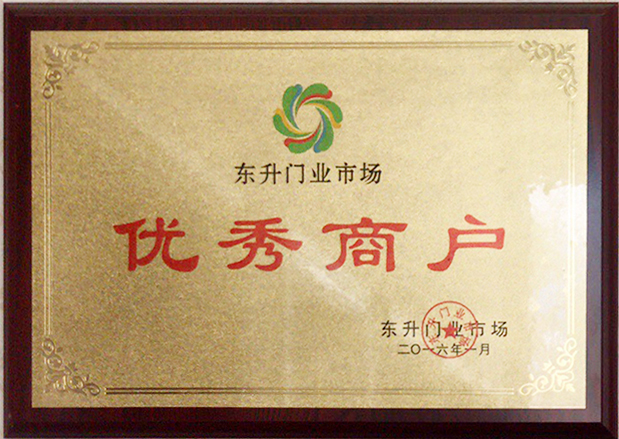 东升门业市场
优秀商户
东升门业市场
二〇一六年一月